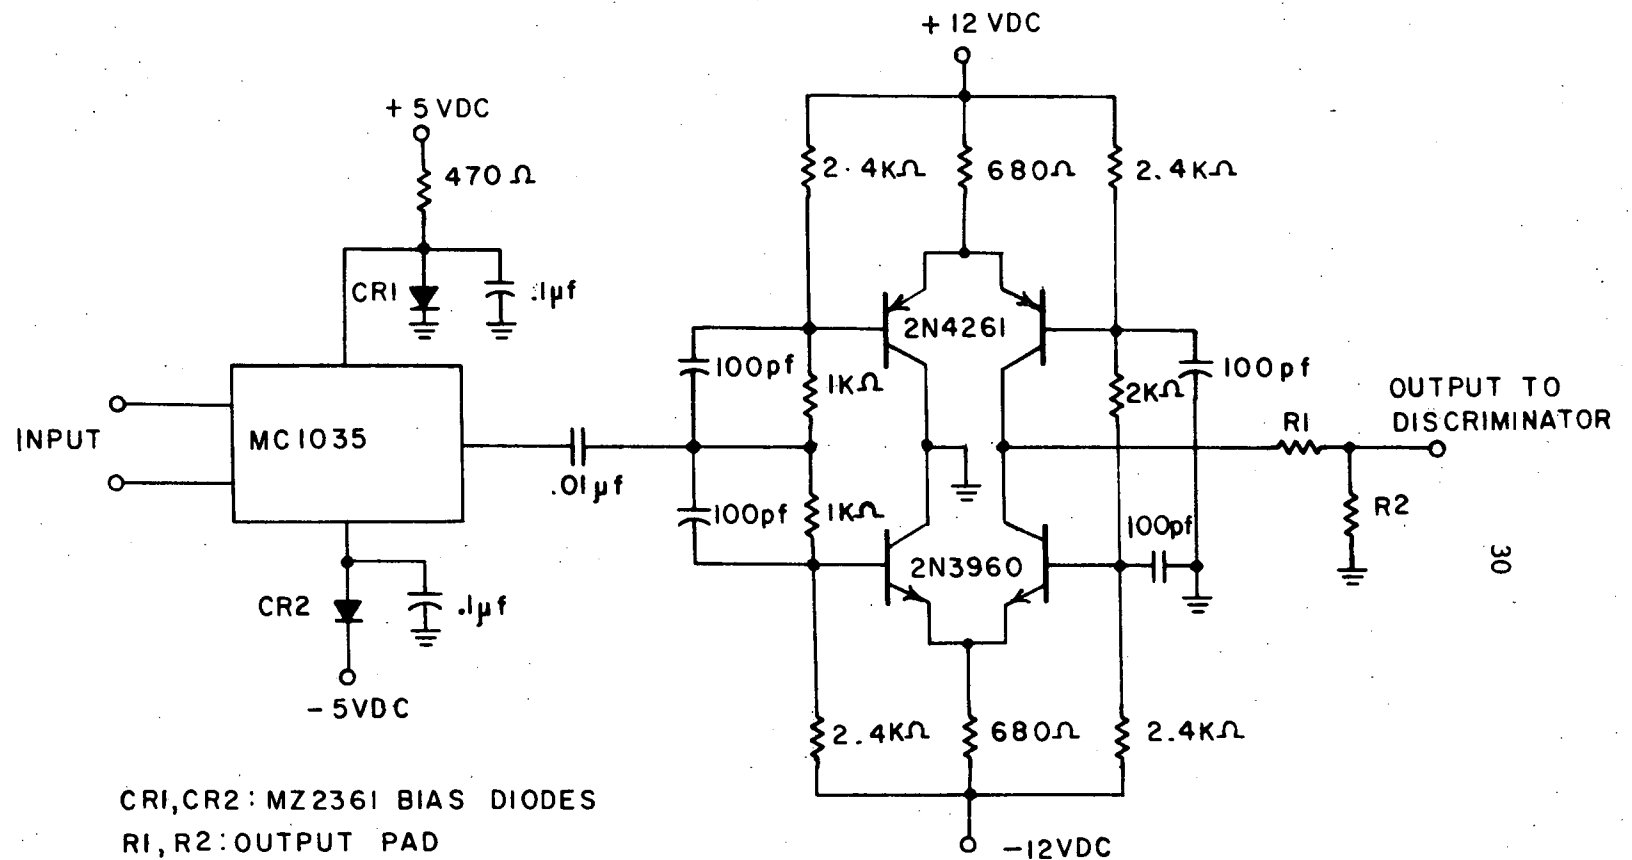 + 12 VDC
+ 5 VDC
470 Ω
2.4KΩ
680Ω
2.4KΩ
CR1
.1µf
2N4261
100pf
1KΩ
2KΩ
100pf
OUTPUT TO
DISCRIMINATOR
INPUT
MC1035
R1
.01µf
100pf
1KΩ
100pf
R2
2N3960
30
CR2
.1µf
- 5VDC
2.4KΩ
680Ω
2.4KΩ
CR1,CR2: MZ2361 BIAS DIODES
R1, R2: OUTPUT PAD
-12VDC